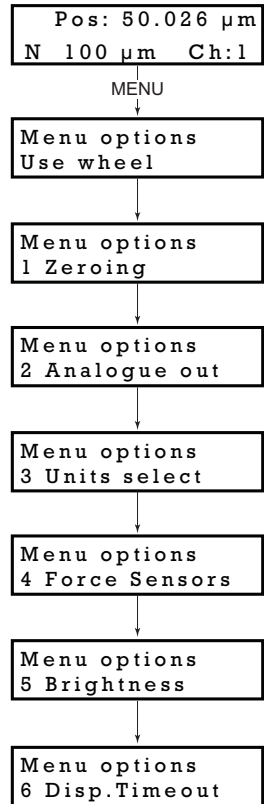 Pos: 50.026 µm
N 100 µm Ch:1
MENU
Menu options
Use wheel
Menu options
1 Zeroing
Menu options
2 Analogue out
Menu options
3 Units select
Menu options
4 Force Sensors
Menu options
5 Brightness
Menu options
6 Disp.Timeout